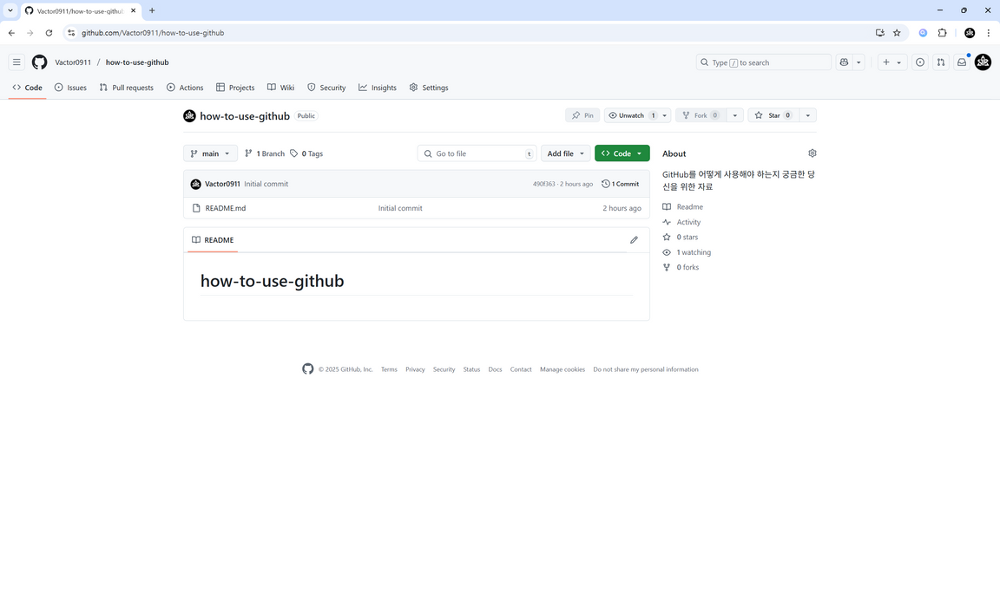 Vactor0911/how-to-use-githu
github.com/Vactor0911/how-to-use-github
Vactor0911 / how-to-use-github
Type / to search
Code Issues Pull requests Actions Projects Wiki Security Insights Settings
how-to-use-github Public
Pin Unwatch 1 Fork 0 Star 0
main 1 Branch 0 Tags Go to file t Add file Code
Vactor0911 Initial commit 490f363 · 2 hours ago 1 Commit
README.md Initial commit 2 hours ago
README
how-to-use-github
About
GitHub를 어떻게 사용해야 하는지 궁금한 당
신을 위한 자료
Readme
Activity
0 stars
1 watching
0 forks
© 2025 GitHub, Inc. Terms Privacy Security Status Docs Contact Manage cookies Do not share my personal information